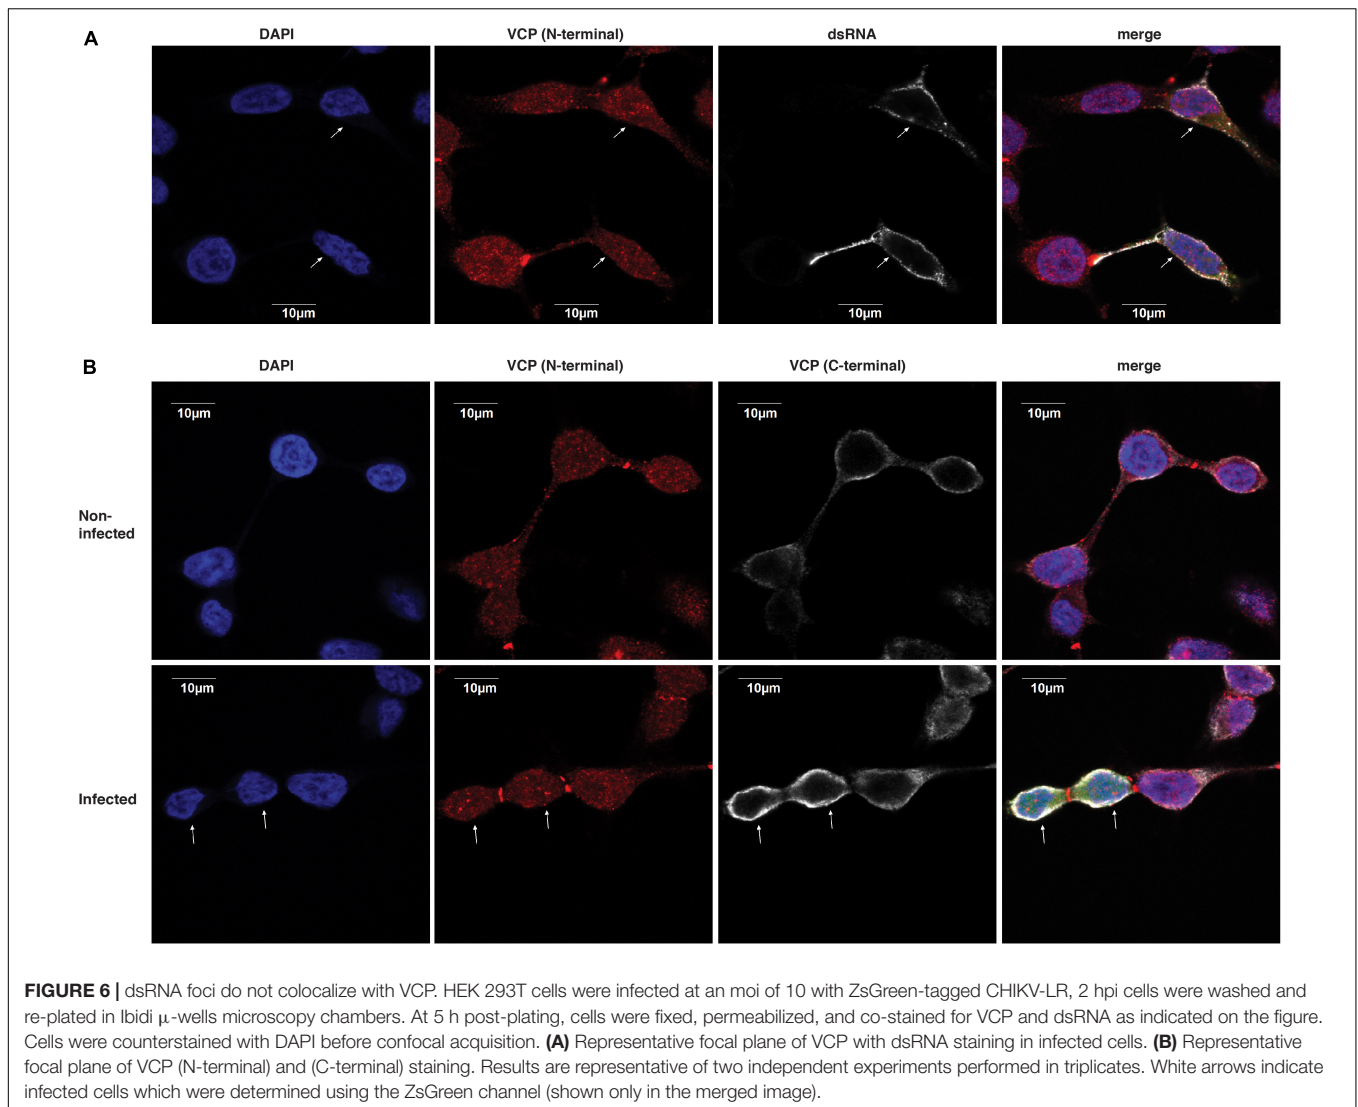 A
DAPI
VCP (N-terminal)
dsRNA
merge
10µm
10µm
10µm
10µm
B
DAPI
VCP (N-terminal)
VCP (C-terminal)
merge
10µm
10µm
10µm
10µm
Non-
infected
10µm
10µm
10µm
10µm
Infected
FIGURE 6 | dsRNA foci do not colocalize with VCP. HEK 293T cells were infected at an moi of 10 with ZsGreen-tagged CHIKV-LR, 2 hpi cells were washed and
re-plated in Ibidi µ-wells microscopy chambers. At 5 h post-plating, cells were fixed, permeabilized, and co-stained for VCP and dsRNA as indicated on the figure.
Cells were counterstained with DAPI before confocal acquisition. (A) Representative focal plane of VCP with dsRNA staining in infected cells. (B) Representative
focal plane of VCP (N-terminal) and (C-terminal) staining. Results are representative of two independent experiments performed in triplicates. White arrows indicate
infected cells which were determined using the ZsGreen channel (shown only in the merged image).